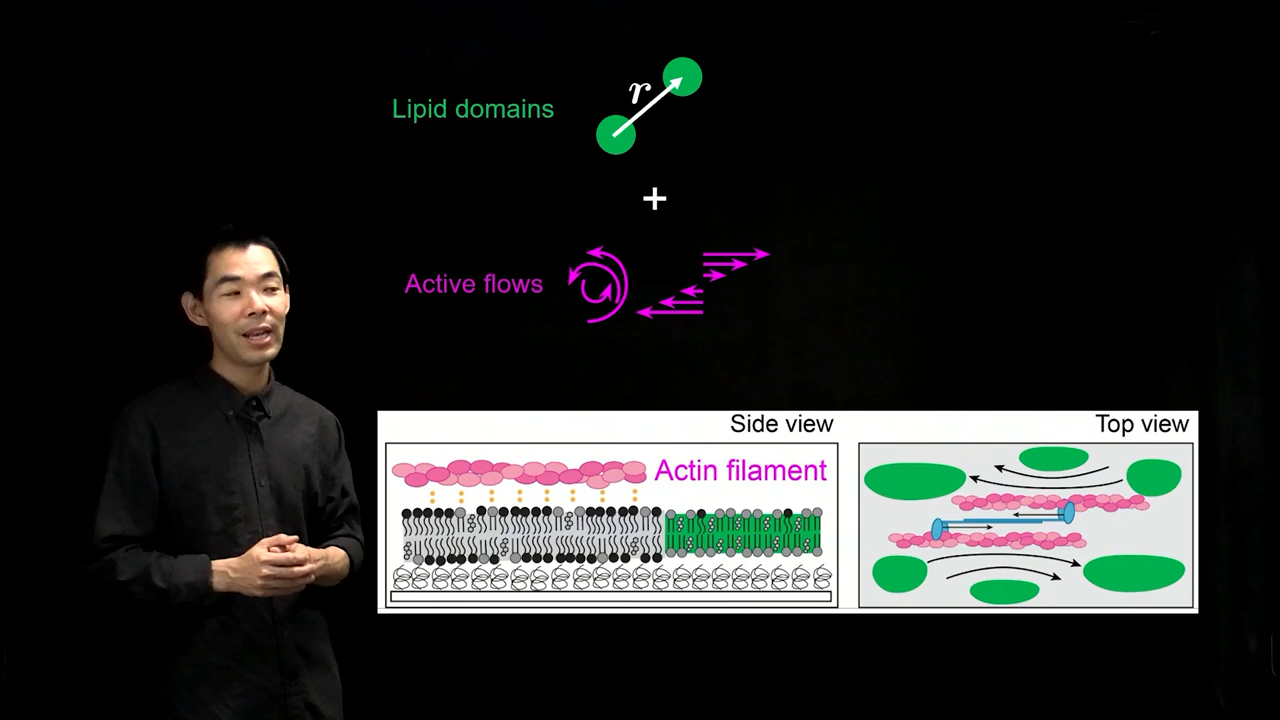 r
Lipid domains
+
Active flows
Side view
Top view
Actin filament